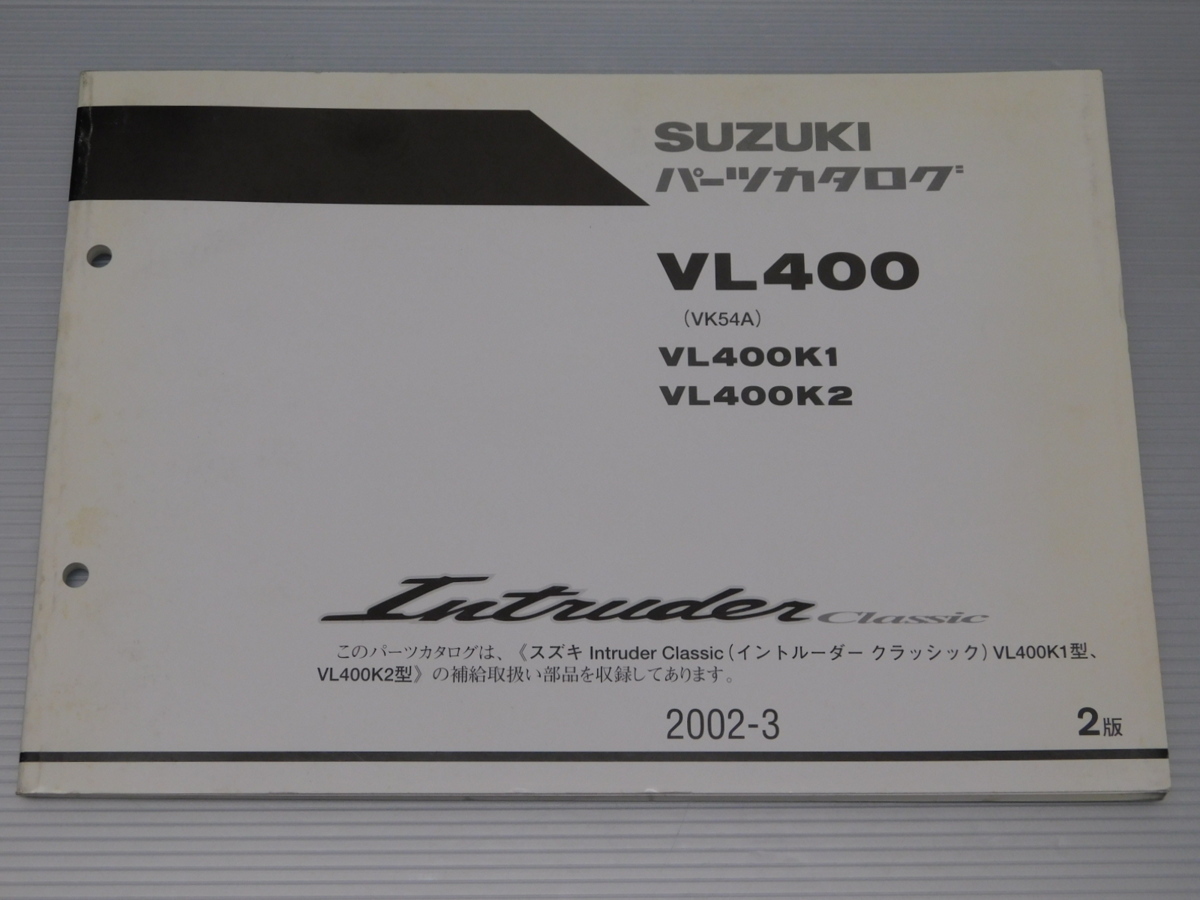 SUZUKI
パーツカタログ
VL400
(VK54A)
VL400K1
VL400K2
Intruder Classic
このパーツカタログは、《スズキ Intruder Classic(イントルーダー クラッシック)VL400K1型、
VL400K2型》の補給取扱い部品を収録してあります。
2002-3
2版